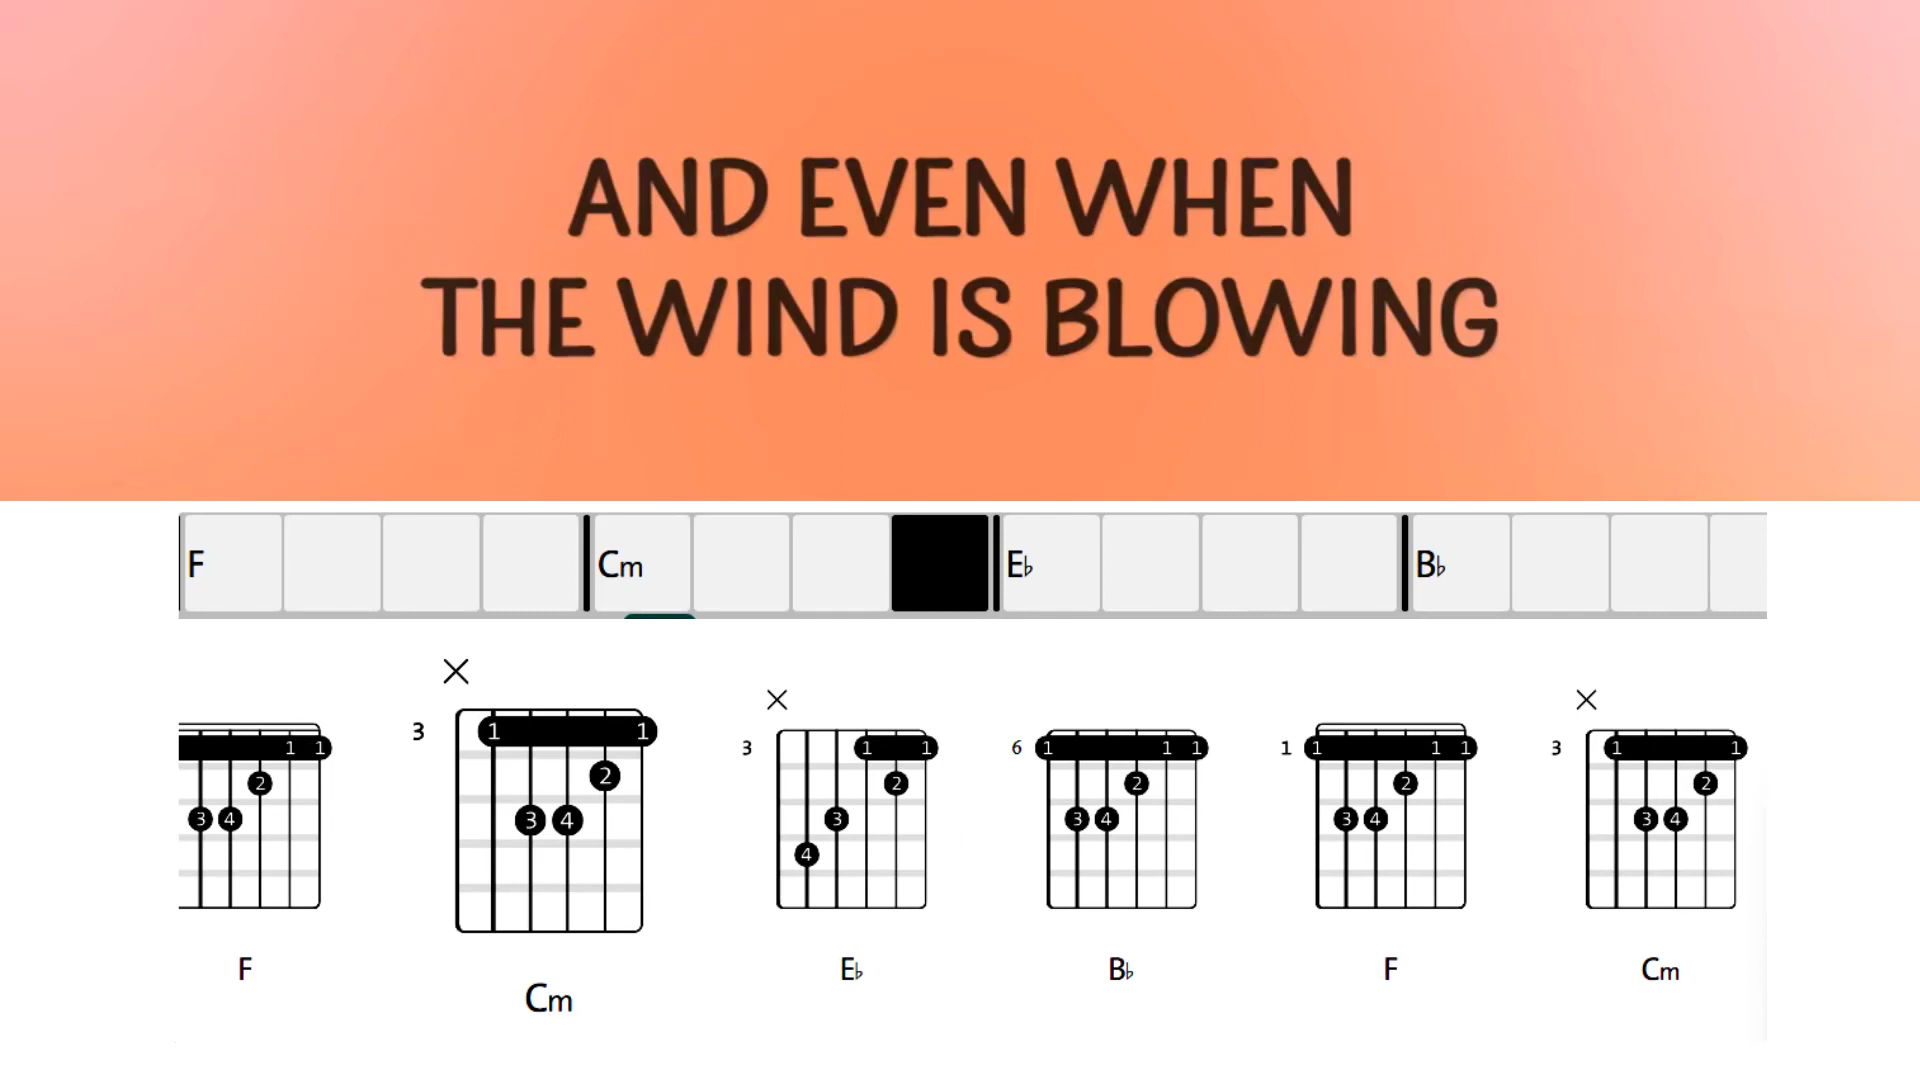 AND EVEN WHEN
THE WIND IS BLOWING
F Cm E♭ B♭
3 1 1 3 6 1 3
1 1 1 1 1 1 1 1 1 1 1 1 1
2 2 2 2 2 2
3 4 3 4 3 3 4 3 4 3 4
4
F Cm E♭ B♭ F Cm